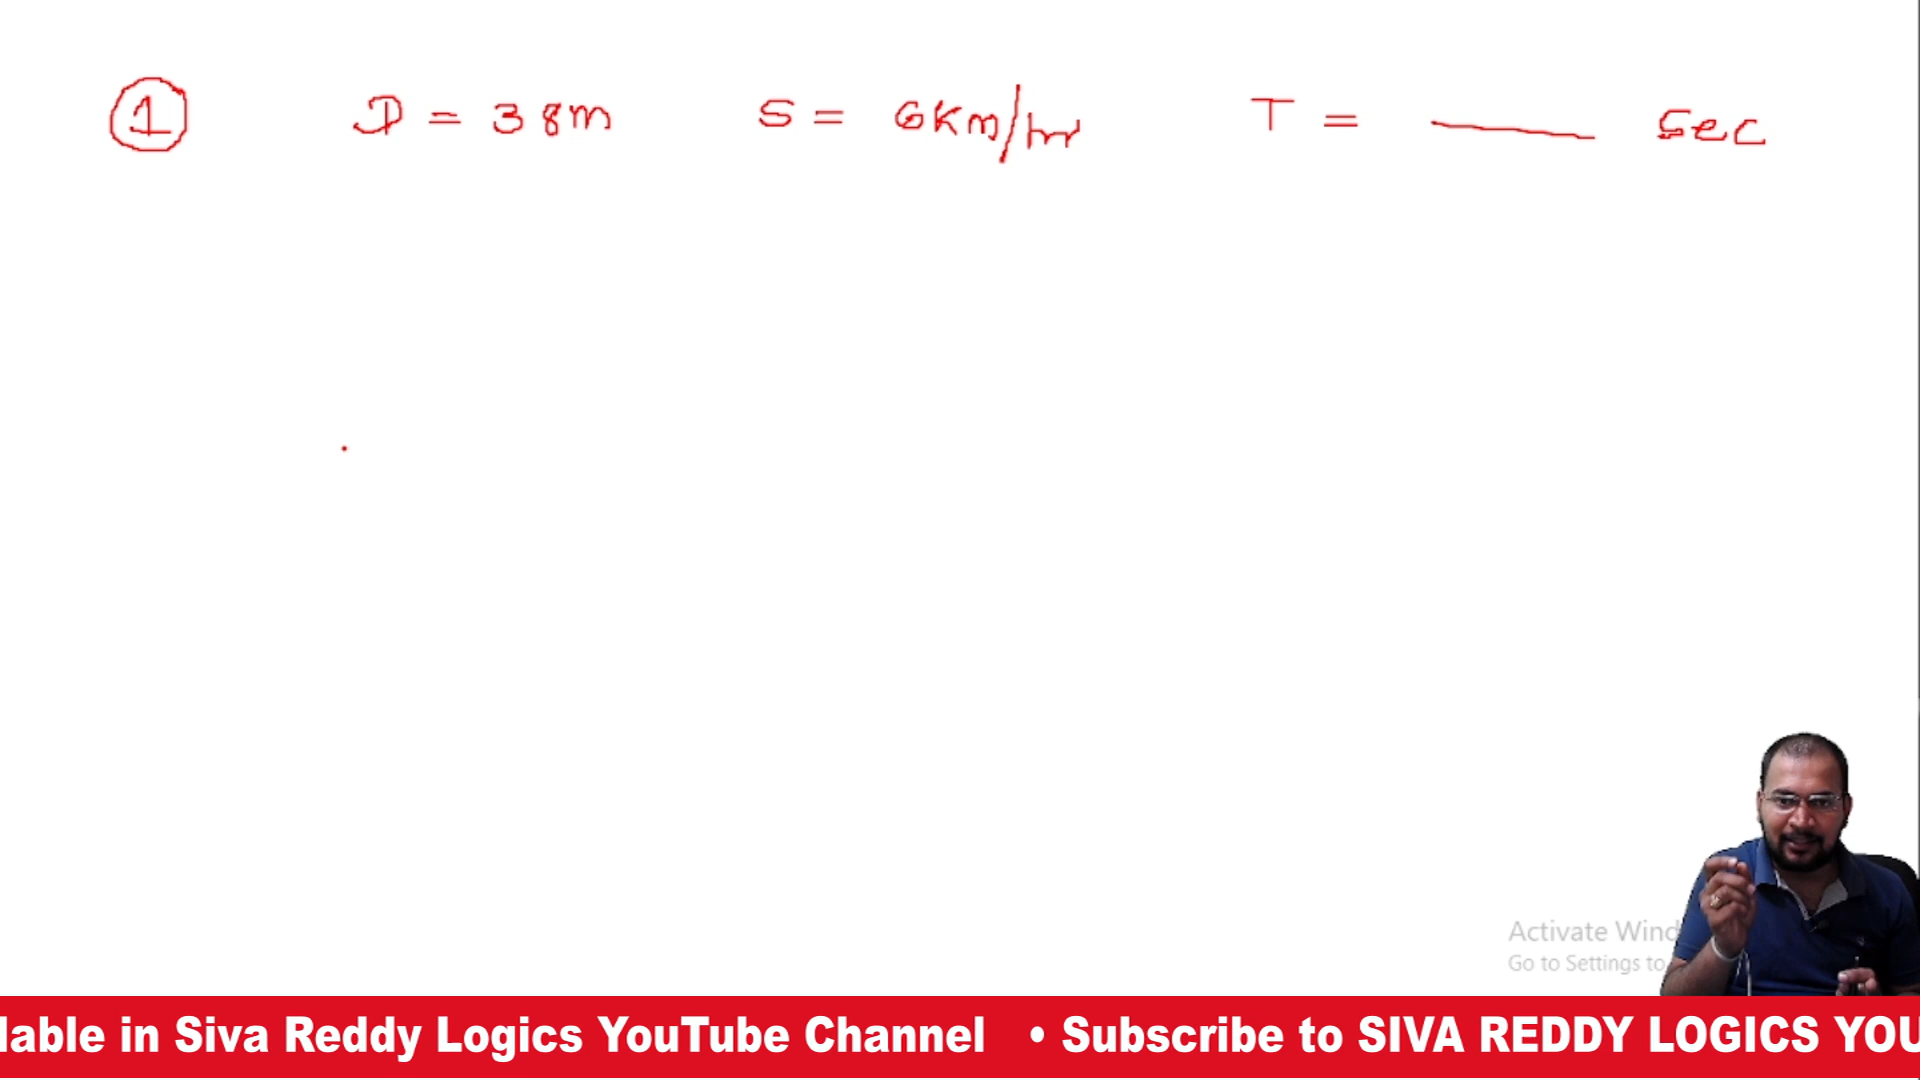 1 D = 38m S = 6Km/hr T = ___ Sec
Activate Wind
Go to Settings to
lable in Siva Reddy Logics YouTube Channel • Subscribe to SIVA REDDY LOGICS YOU